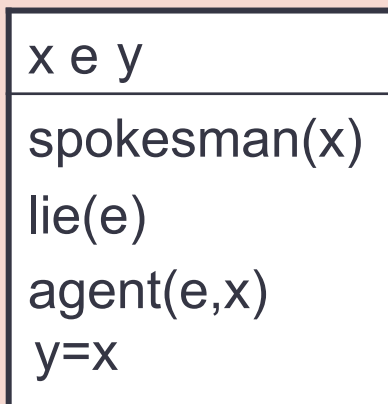 x e y
spokesman(x)
lie(e)
agent(e,x)
y=x